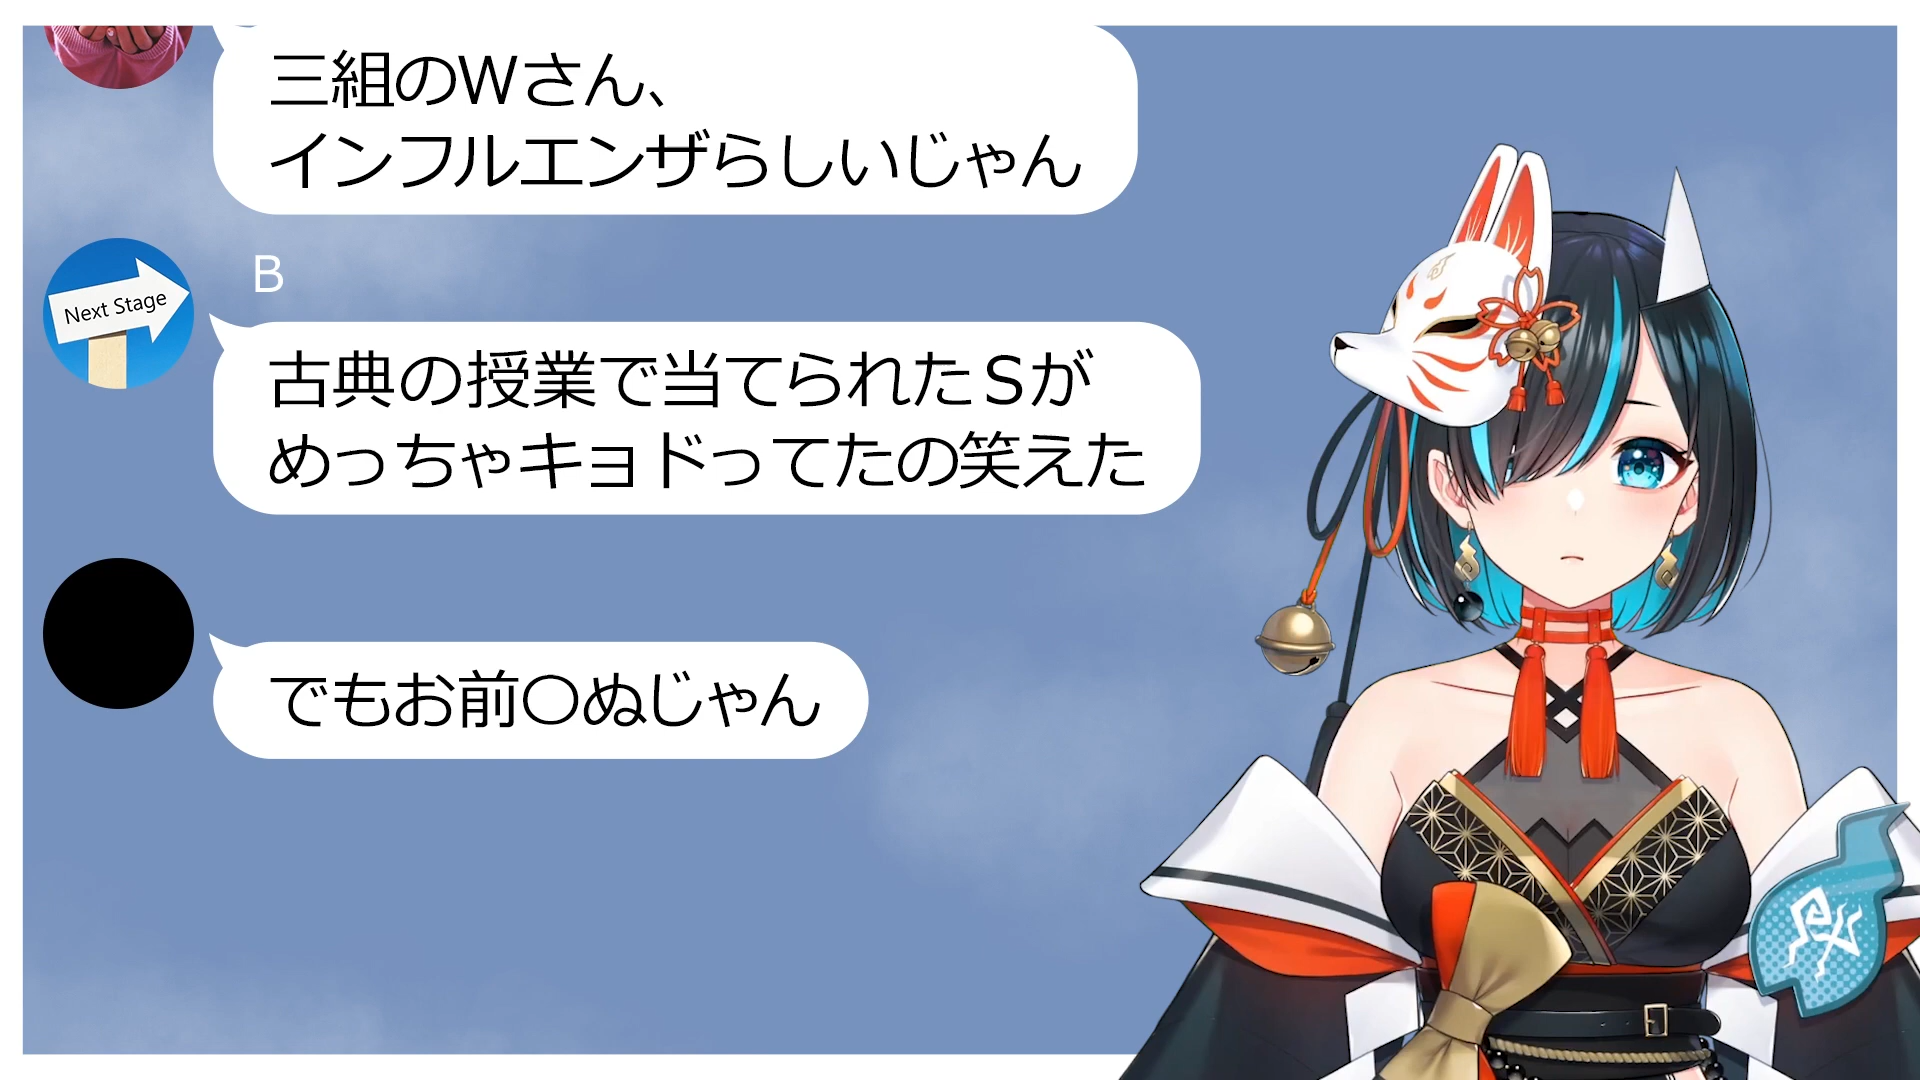 三組のWさん、
インフルエンザらしいじゃん
Next Stage
B
古典の授業で当てられたSが
めっちゃキョドってたの笑えた
でもお前〇ぬじゃん